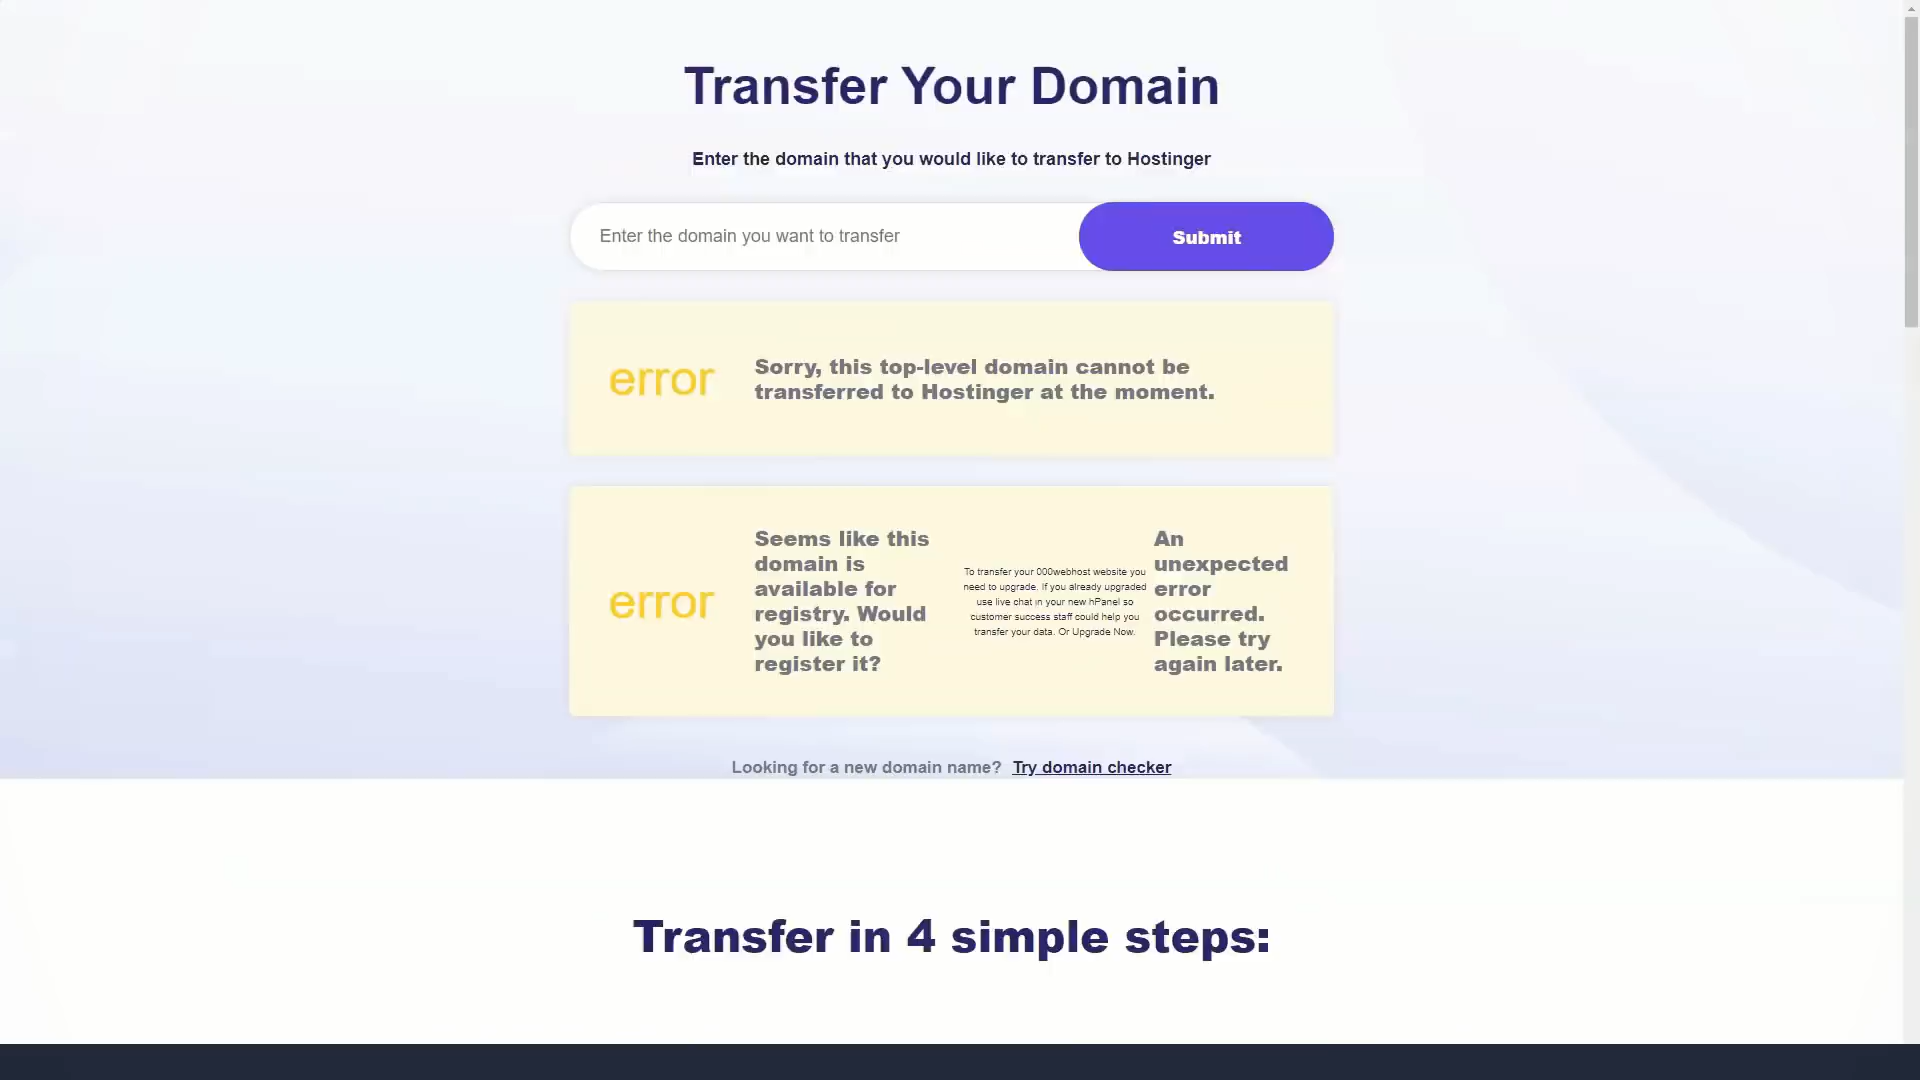 Transfer Your Domain
Enter the domain that you would like to transfer to Hostinger
Enter the domain you want to transfer
Submit
error
Sorry, this top-level domain cannot be
transferred to Hostinger at the moment.
error
Seems like this
domain is
available for
registry. Would
you like to
register it?
To transfer your 000webhost website you
need to upgrade. If you already upgraded
use live chat in your new hPanel so
customer success staff could help you
transfer your data. Or Upgrade Now.
An
unexpected
error
occurred.
Please try
again later.
Looking for a new domain name? Try domain checker
Transfer in 4 simple steps: